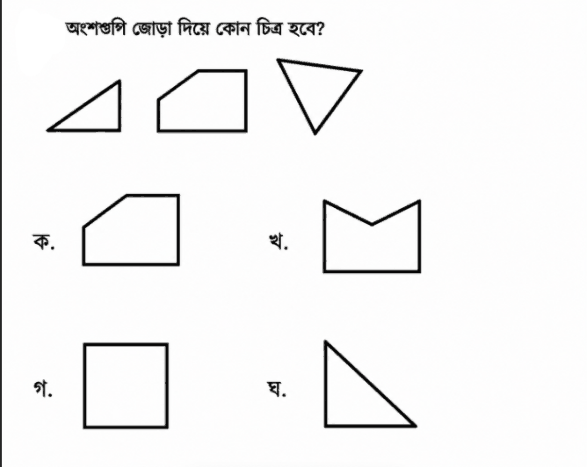 অংশগুলি জোড়া দিয়ে কোন চিত্র হবে?
ক.
খ.
গ.
ঘ.